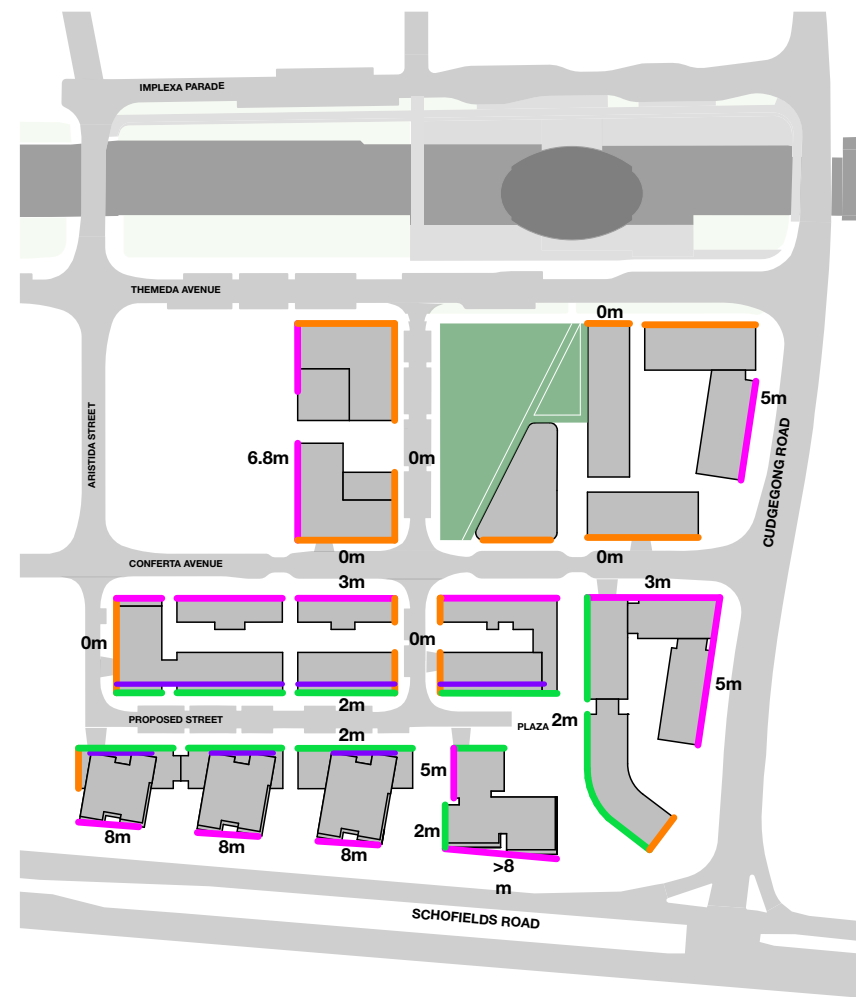 IMPLEXA PARADE
THEMEDA AVENUE
0m
5m
ARISTIDA STREET
6.8m
0m
CUDGEGONG ROAD
0m
0m
CONFERTA AVENUE
3m
3m
0m
0m
5m
2m
PROPOSED STREET
PLAZA
2m
2m
5m
2m
8m
8m
8m
>8
m
SCHOFIELDS ROAD